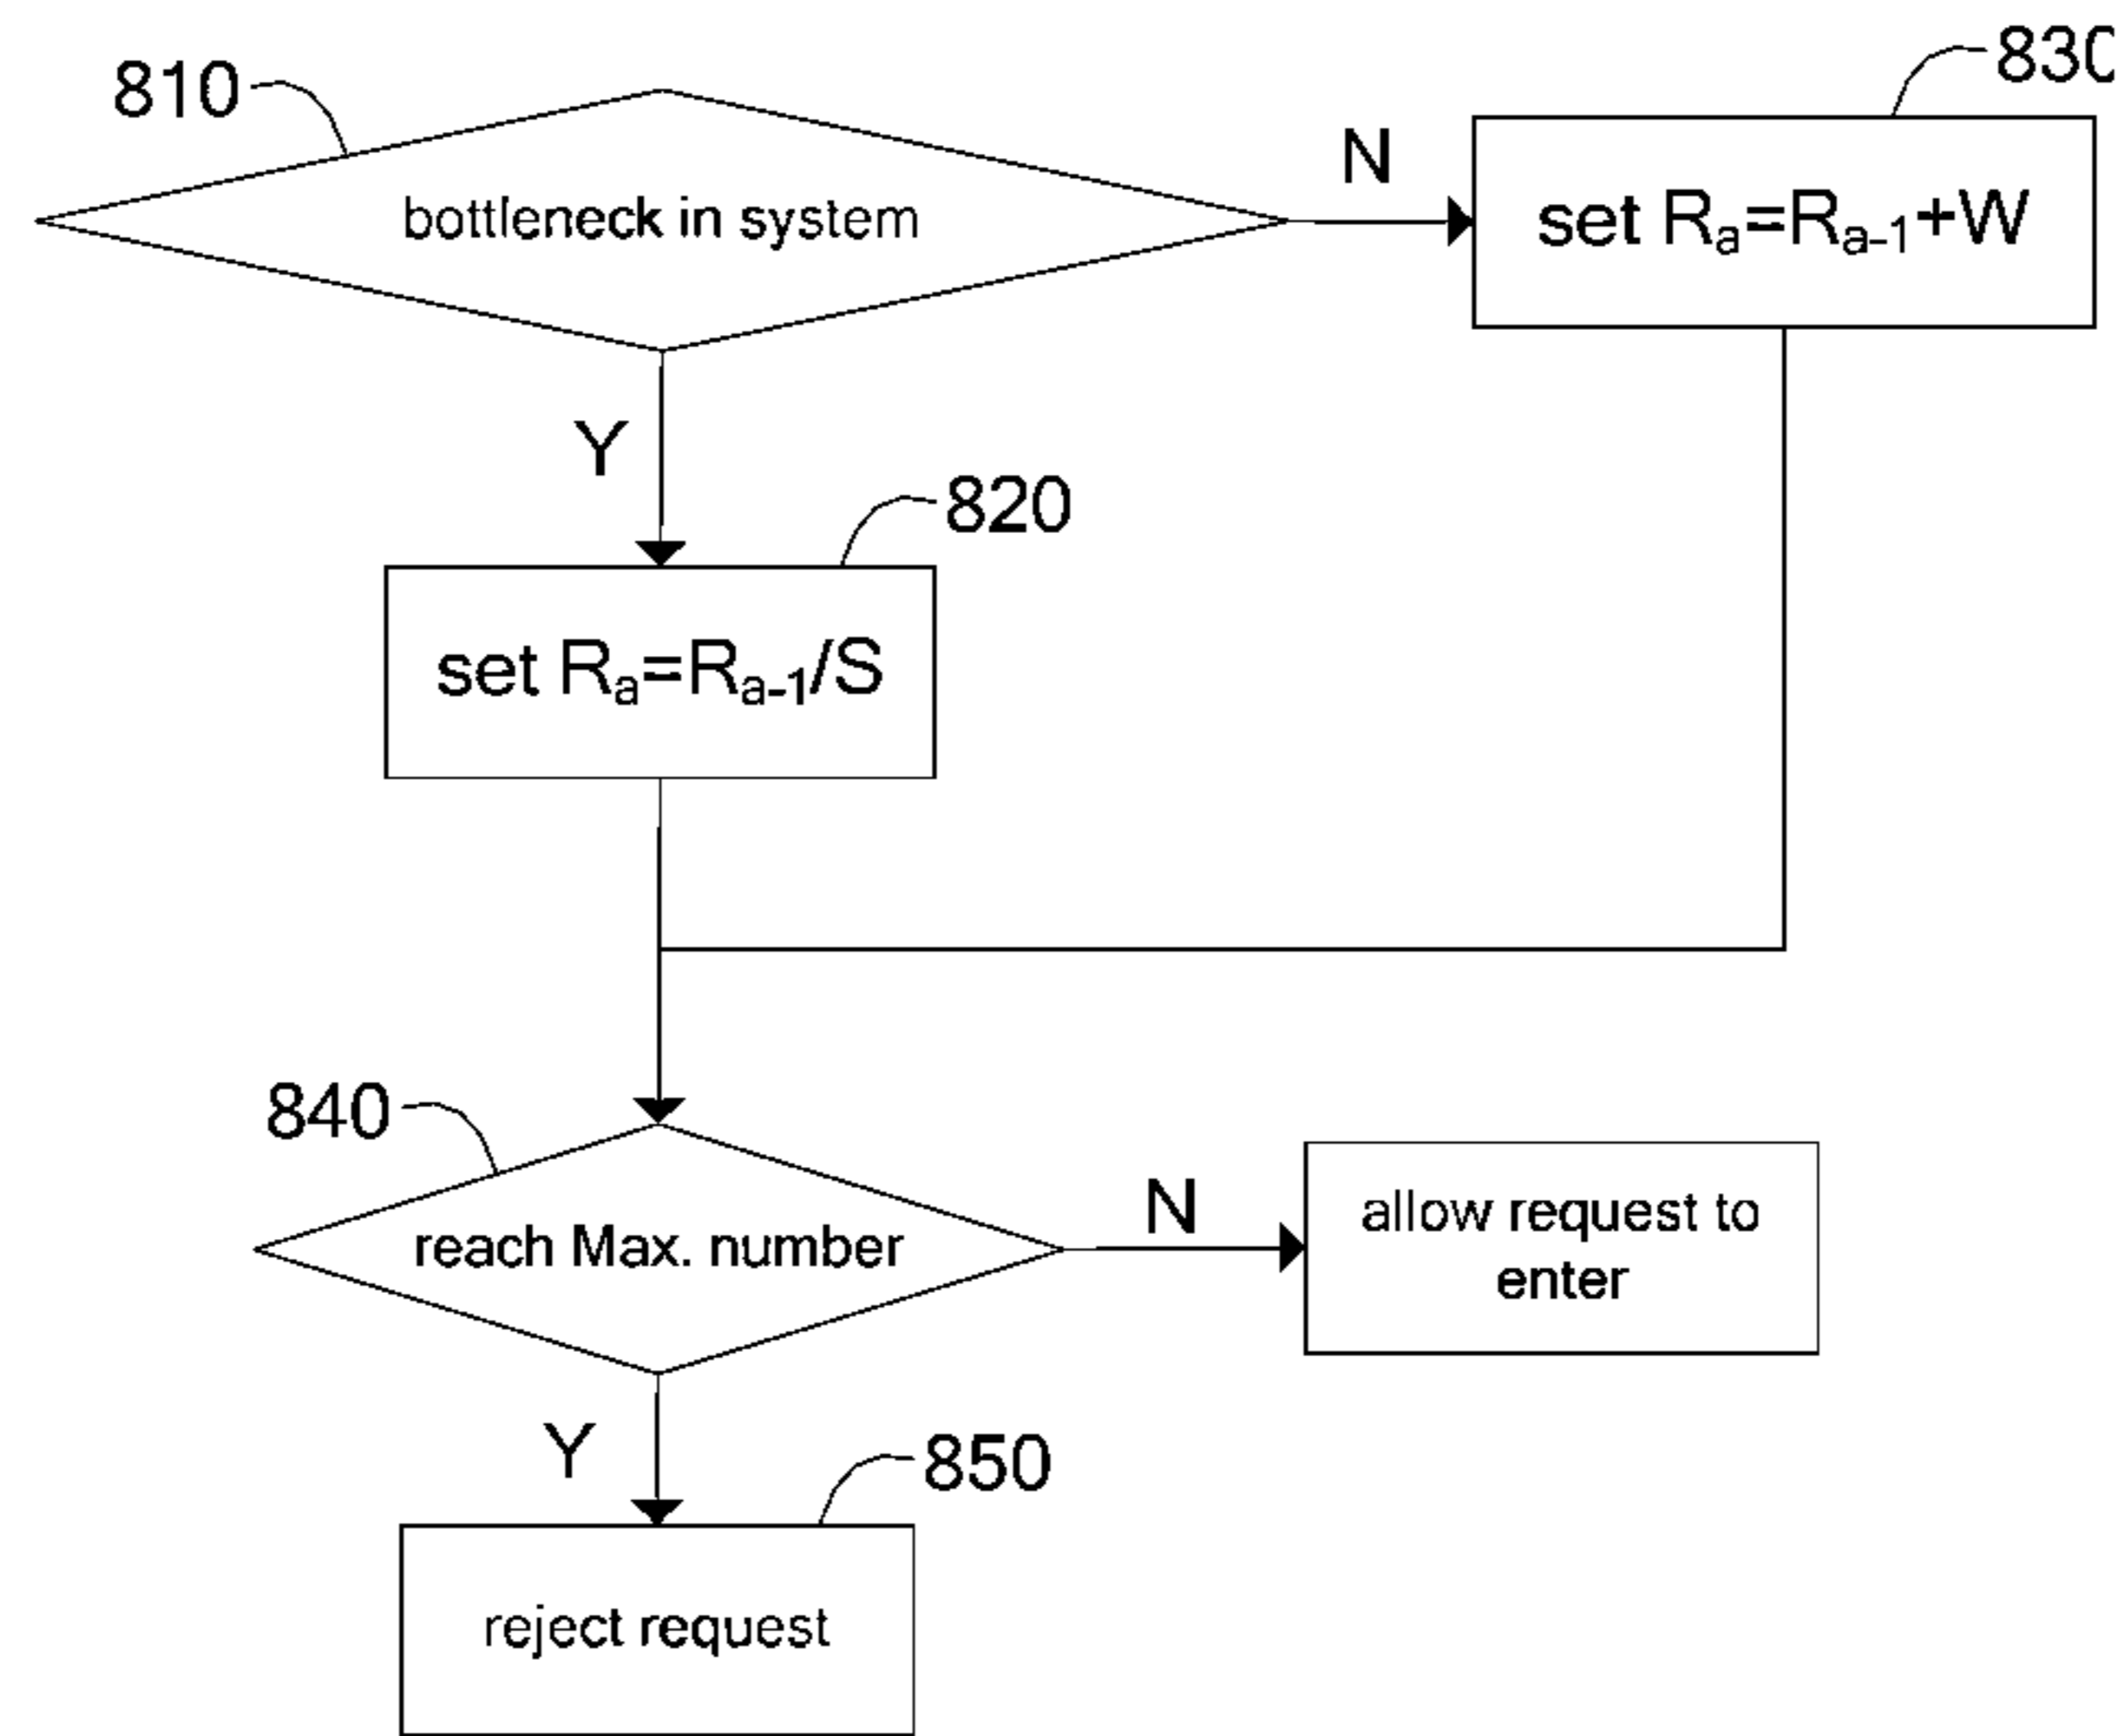 810
830
bottleneck in system
N
set Ra=Ra-1+W
Y
820
set Ra=Ra-1/S
840
reach Max. number
N
allow request to
enter
Y
850
reject request